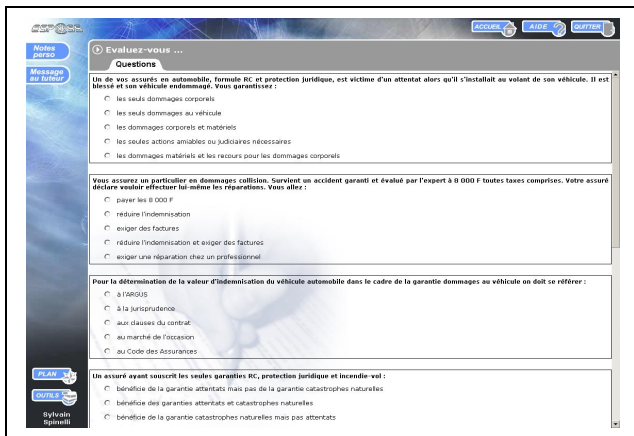 ESPOSE
ACCUEIL
AIDE
QUITTER
Notes perso
Message au tuteur
Evaluez-vous ...
Questions
Un de vos assurés en automobile, formule RC et protection juridique, est victime d'un attentat alors qu'il s'installait au volant de son véhicule. Il est
blessé et son véhicule endommagé. Vous garantissez :
les seuls dommages corporels
les seuls dommages au véhicule
les dommages corporels et matériels
les seules actions amiables ou judiciaires nécessaires
les dommages matériels et les recours pour les dommages corporels
Vous assurez un particulier en dommages collision. Survient un accident garanti et évalué par l'expert à 8 000 F toutes taxes comprises. Votre assuré
déclare vouloir effectuer lui-même les réparations. Vous allez :
payer les 8 000 F
réduire l'indemnisation
exiger des factures
réduire l'indemnisation et exiger des factures
exiger une réparation chez un professionnel
Pour la détermination de la valeur d'indemnisation du véhicule automobile dans le cadre de la garantie dommages au véhicule on doit se référer :
à l'ARGUS
à la jurisprudence
aux clauses du contrat
au marché de l'occasion
au Code des Assurances
Un assuré ayant souscrit les seules garanties RC, protection juridique et incendie-vol :
bénéficie de la garantie attentats mais pas de la garantie catastrophes naturelles
bénéficie des garanties attentats et catastrophes naturelles
bénéficie de la garantie catastrophes naturelles mais pas attentats
PLAN
OUTILS
Sylvain
Spinelli